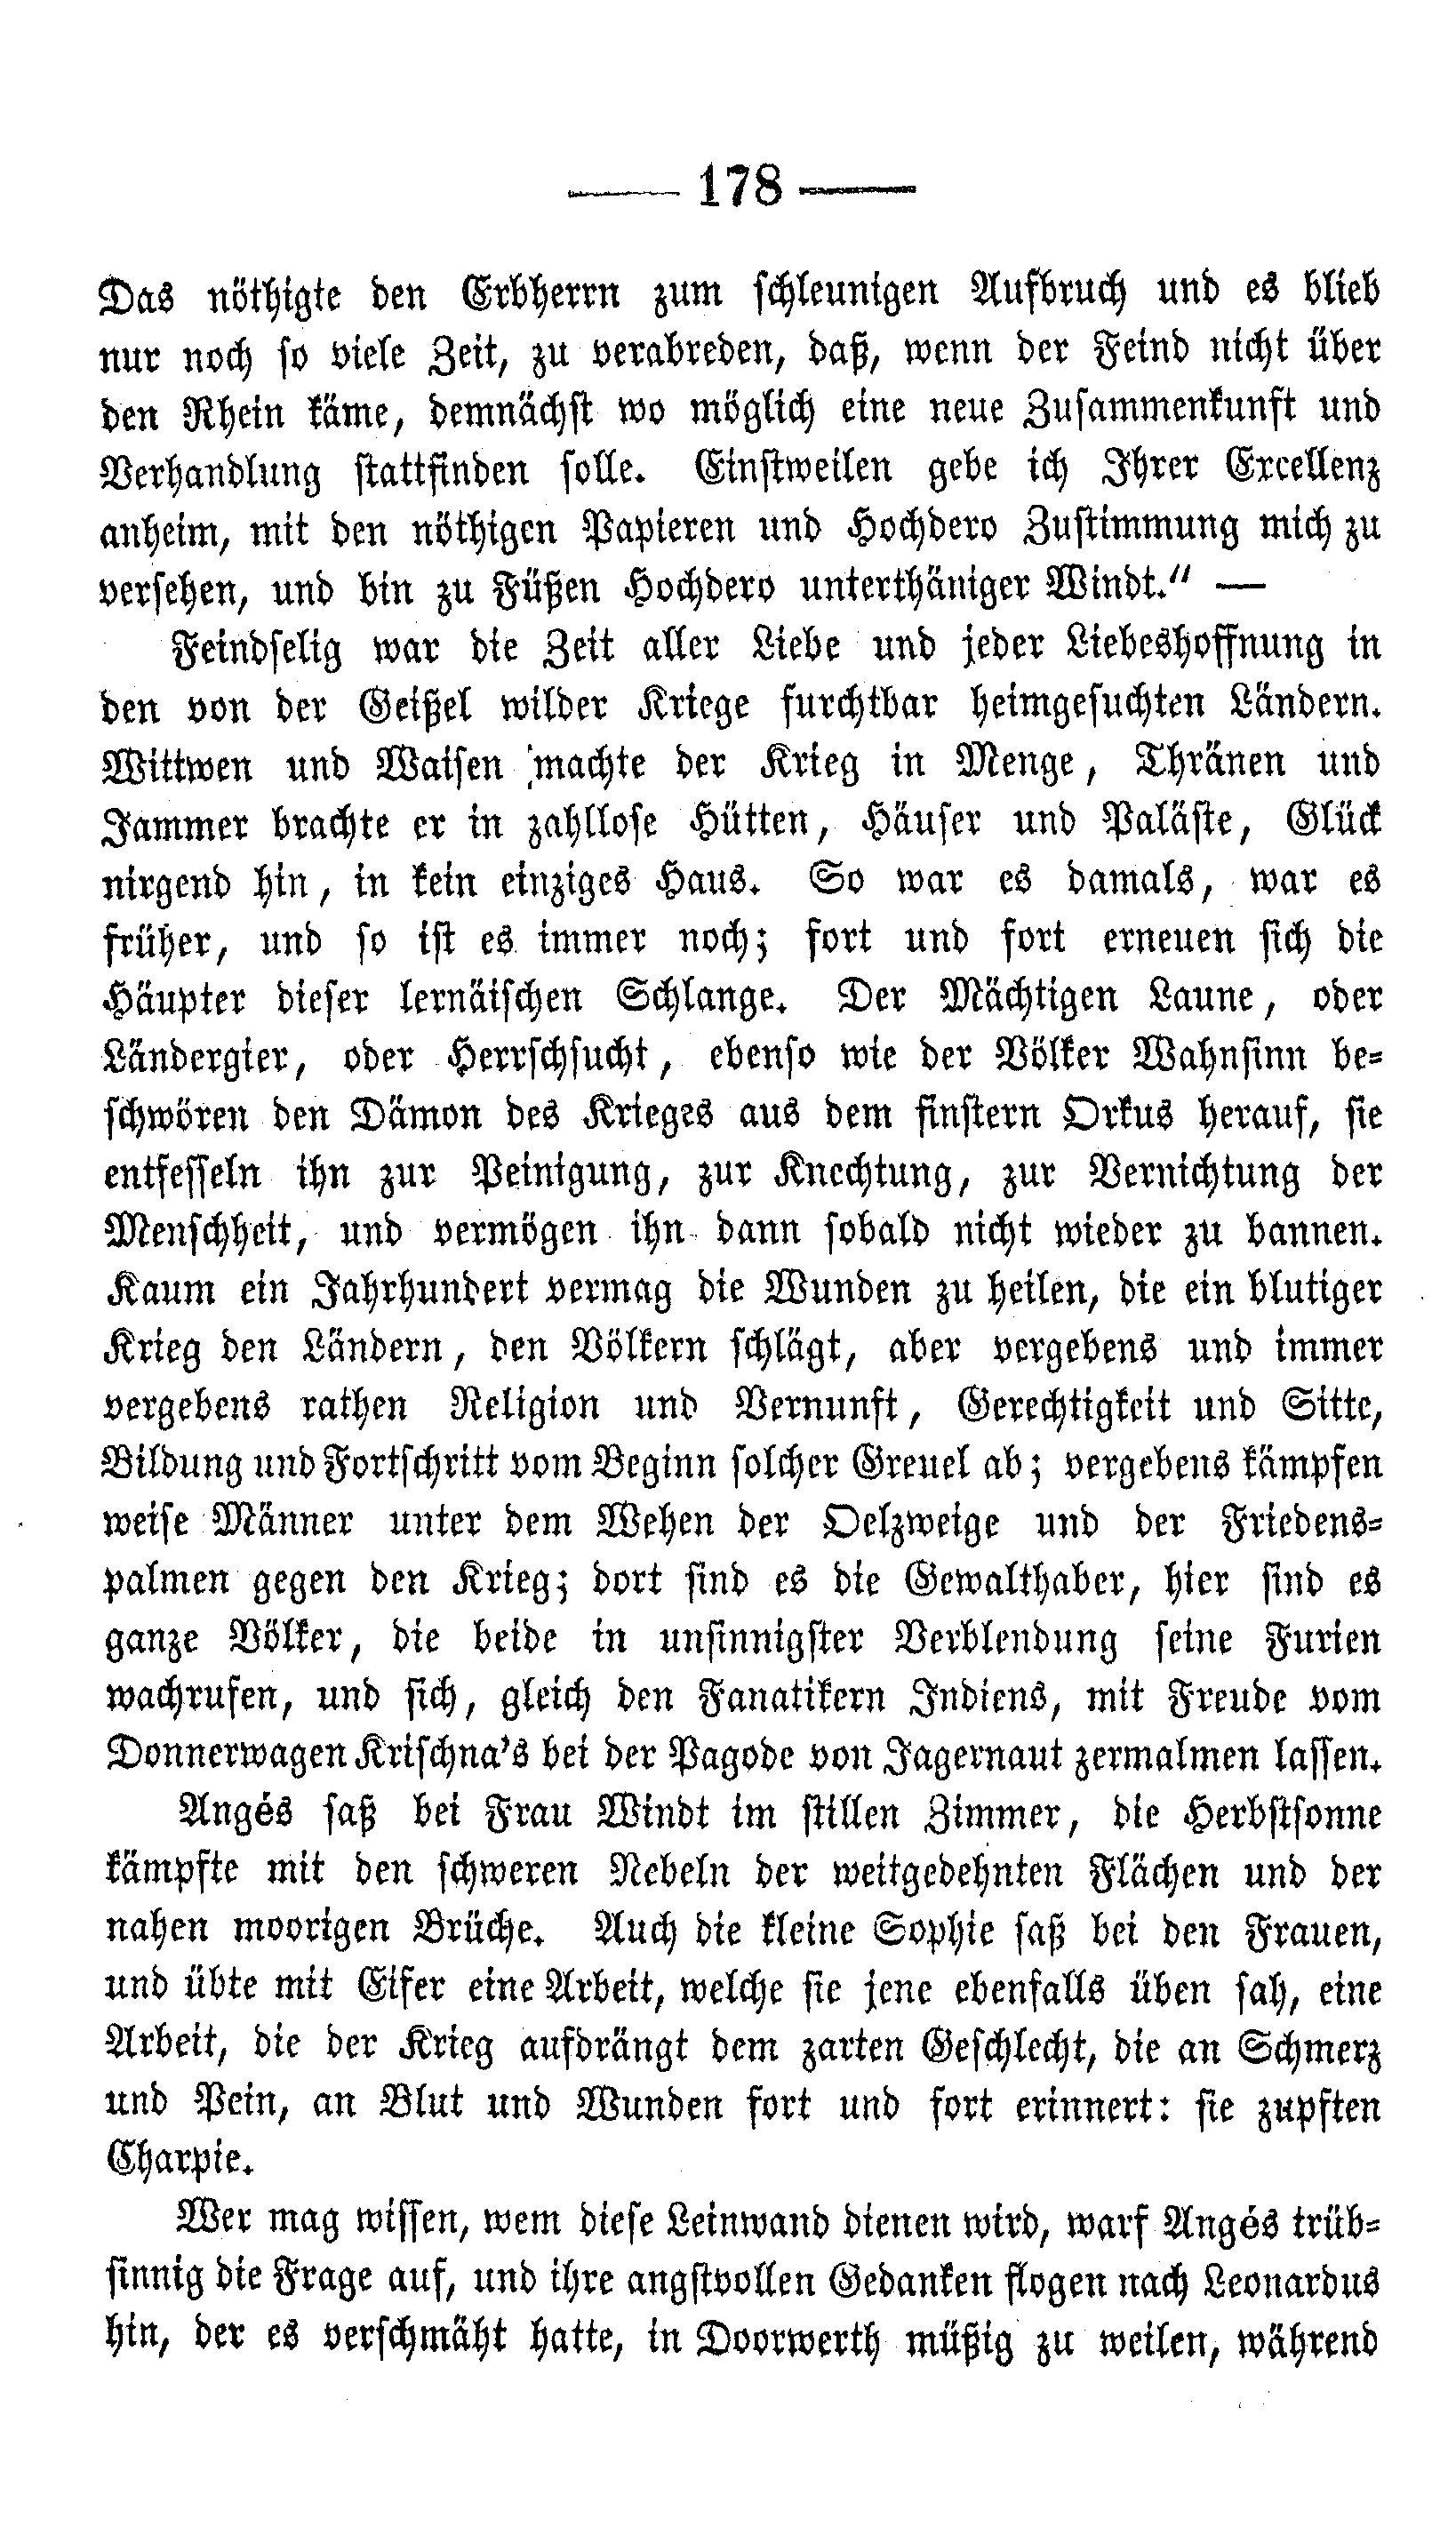 — 178 —
Das nöthigte den Erbherrn zum schleunigen Aufbruch und es blieb
nur noch so viele Zeit, zu verabreden, daß, wenn der Feind nicht über
den Rhein käme, demnächst wo möglich eine neue Zusammenkunft und
Verhandlung stattfinden solle. Einstweilen gebe ich Ihrer Excellenz
anheim, mit den nöthigen Papieren und Hochdero Zustimmung mich zu
versehen, und bin zu Füßen Hochdero unterthäniger Windt.“ —
Feindselig war die Zeit aller Liebe und jeder Liebeshoffnung in
den von der Geißel wilder Kriege furchtbar heimgesuchten Ländern.
Wittwen und Waisen machte der Krieg in Menge, Thränen und
Jammer brachte er in zahllose Hütten, Häuser und Paläste, Glück
nirgend hin, in kein einziges Haus. So war es damals, war es
früher, und so ist es immer noch; fort und fort erneuen sich die
Häupter dieser lernäischen Schlange. Der Mächtigen Laune, oder
Ländergier, oder Herrschsucht, ebenso wie der Völker Wahnsinn be-
schwören den Dämon des Krieges aus dem finstern Orkus herauf, sie
entfesseln ihn zur Peinigung, zur Knechtung, zur Vernichtung der
Menschheit, und vermögen ihn dann sobald nicht wieder zu bannen.
Kaum ein Jahrhundert vermag die Wunden zu heilen, die ein blutiger
Krieg den Ländern, den Völkern schlägt, aber vergebens und immer
vergebens rathen Religion und Vernunft, Gerechtigkeit und Sitte,
Bildung und Fortschritt vom Beginn solcher Greuel ab; vergebens kämpfen
weise Männer unter dem Wehen der Oelzweige und der Friedens-
palmen gegen den Krieg; dort sind es die Gewalthaber, hier sind es
ganze Völker, die beide in unsinnigster Verblendung seine Furien
wachrufen, und sich, gleich den Fanatikern Indiens, mit Freude vom
Donnerwagen Krischna’s bei der Pagode von Jagernaut zermalmen lassen.
Angés saß bei Frau Windt im stillen Zimmer, die Herbstsonne
kämpfte mit den schweren Nebeln der weitgedehnten Flächen und der
nahen moorigen Brüche. Auch die kleine Sophie saß bei den Frauen,
und übte mit Eifer eine Arbeit, welche sie jene ebenfalls üben sah, eine
Arbeit, die der Krieg aufdrängt dem zarten Geschlecht, die an Schmerz
und Pein, an Blut und Wunden fort und fort erinnert: sie zupften
Charpie.
Wer mag wissen, wem diese Leinwand dienen wird, warf Angés trüb-
sinnig die Frage auf, und ihre angstvollen Gedanken flogen nach Leonardus
hin, der es verschmäht hatte, in Doorwerth müßig zu weilen, während